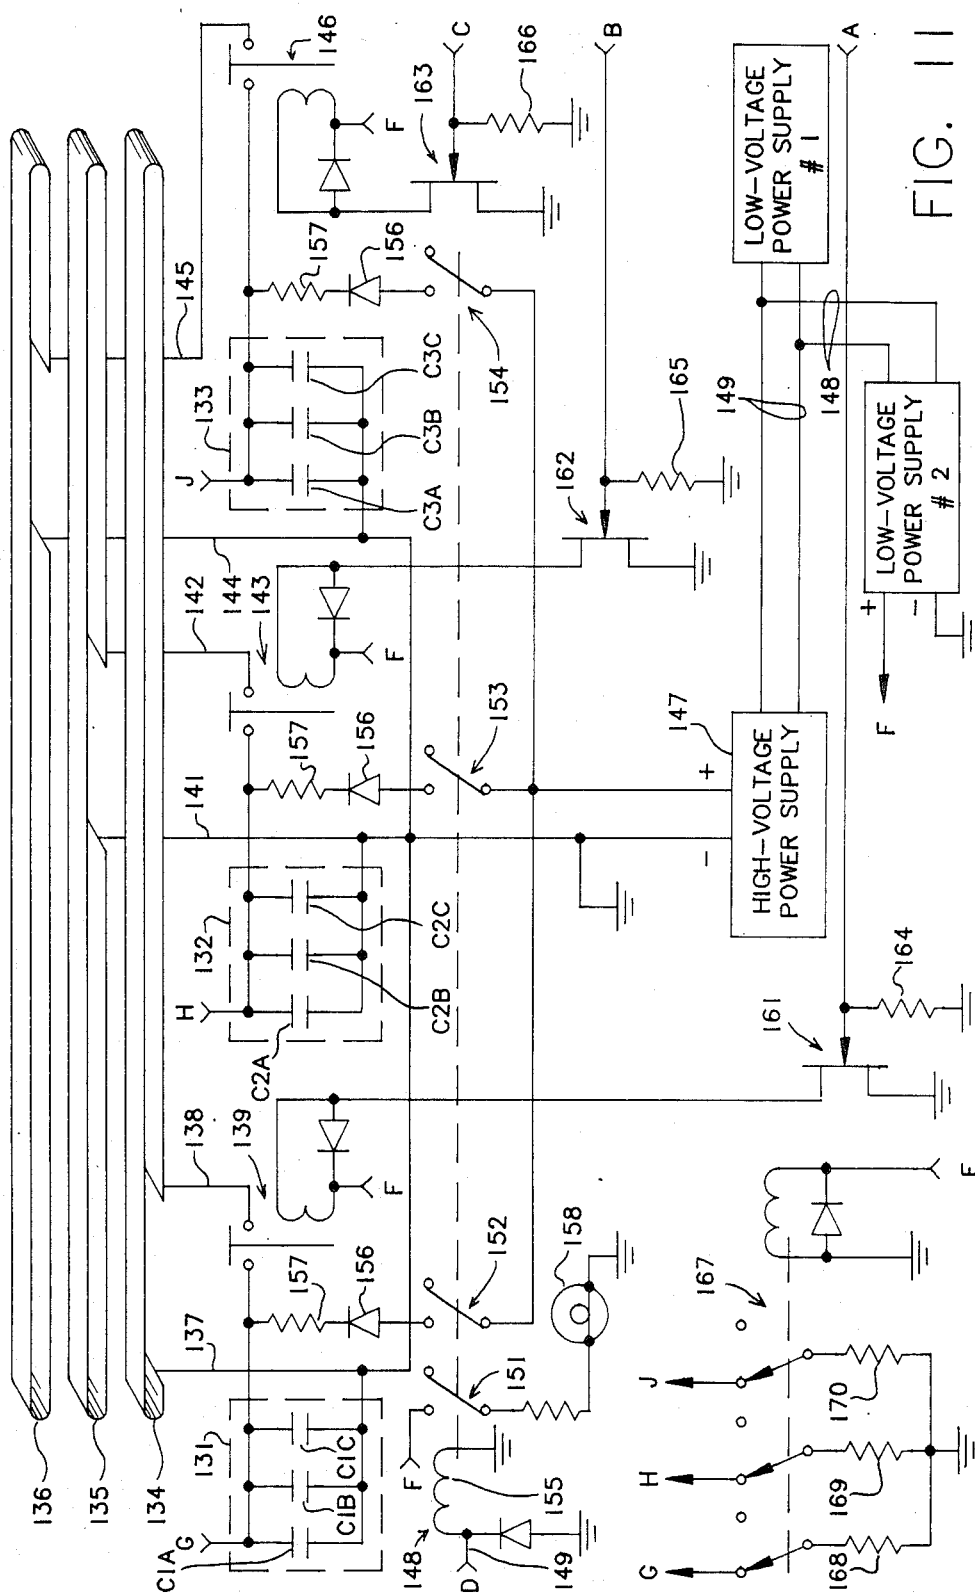 136
135
134
C1A
G
131
137
138
H
132
141
142
J
133
145
139
143
144
146
157
156
157
156
157
156
C1B
C1C
C2A
C2B
C2C
C3A
C3B
C3C
F
F
F
163
C
166
F
148
D
149
155
151
152
153
154
158
162
165
B
G
H
J
167
168
169
170
161
164
147
HIGH-VOLTAGE
POWER SUPPLY
-
+
149
148
LOW-VOLTAGE
POWER SUPPLY
# 1
A
F
+
-
LOW-VOLTAGE
POWER SUPPLY
# 2
FIG. 11